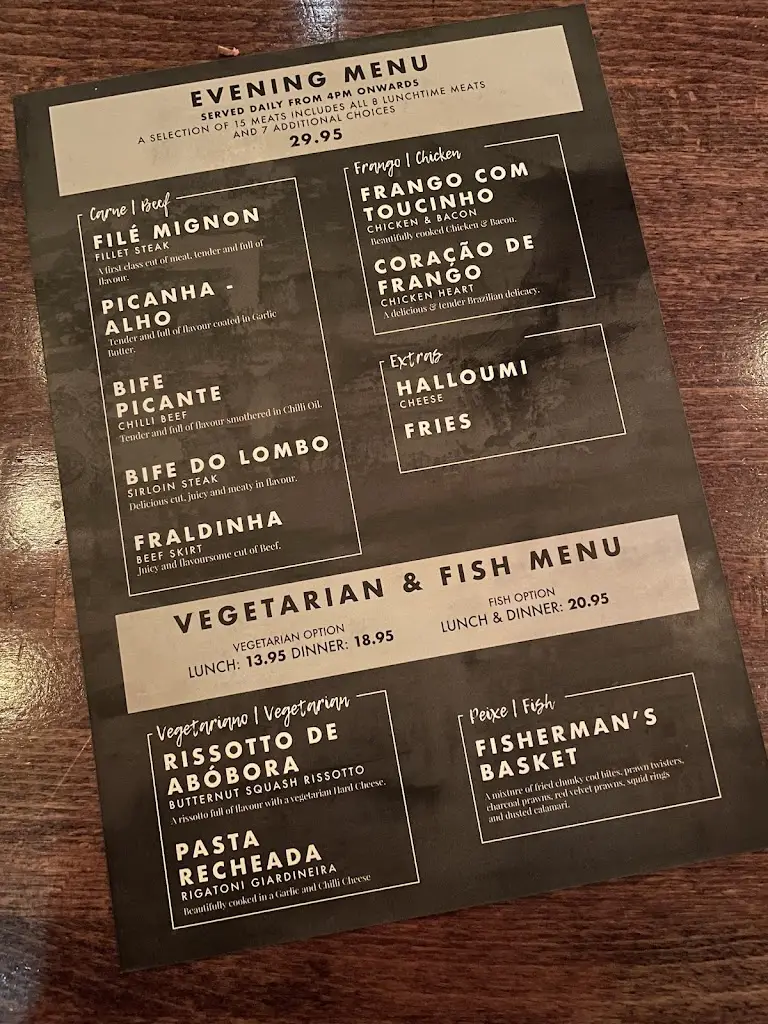 EVENING MENU
SERVED DAILY FROM 4PM ONWARDS
A SELECTION OF 15 MEATS INCLUDES ALL 8 LUNCHTIME MEATS
AND 7 ADDITIONAL CHOICES
29.95
Carne | Beef
FILÉ MIGNON
FILLET STEAK
A first class cut of meat, tender and full of
flavour.
PICANHA -
ALHO
Tender and full of flavour coated in Garlic
Butter.
BIFE
PICANTE
CHILLI BEEF
Tender and full of flavour smothered in Chilli Oil.
BIFE DO LOMBO
SIRLOIN STEAK
Delicious cut, juicy and meaty in flavour.
FRALDINHA
BEEF SKIRT
Juicy and flavoursome cut of Beef.
Frango | Chicken
FRANGO COM
TOUCINHO
CHICKEN & BACON
Beautifully cooked Chicken & Bacon.
CORAÇÃO DE
FRANGO
CHICKEN HEART
A delicious & tender Brazilian delicacy.
Extras
HALLOUMI
CHEESE
FRIES
VEGETARIAN & FISH MENU
VEGETARIAN OPTION
LUNCH: 13.95 DINNER: 18.95
FISH OPTION
LUNCH & DINNER: 20.95
Vegetariano | Vegetarian
RISSOTTO DE
ABÓBORA
BUTTERNUT SQUASH RISSOTTO
A rissotto full of flavour with a vegetarian Hard Cheese.
PASTA
RECHEADA
RIGATONI GIARDINEIRA
Beautifully cooked in a Garlic and Chilli Cheese
Peixe | Fish
FISHERMAN'S
BASKET
A mixture of fried chunky cod bites, prawn twisters,
charcoal prawns, red velvet prawns, squid rings
and dusted calamari.